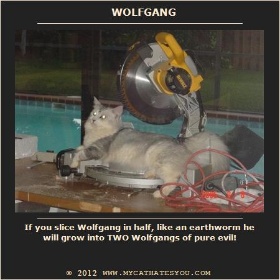 WOLFGANG
If you slice Wolfgang in half, like an earthworm he
will grow into TWO Wolfgangs of pure evil!
© 2012 WWW.MYCATHATESYOU.COM